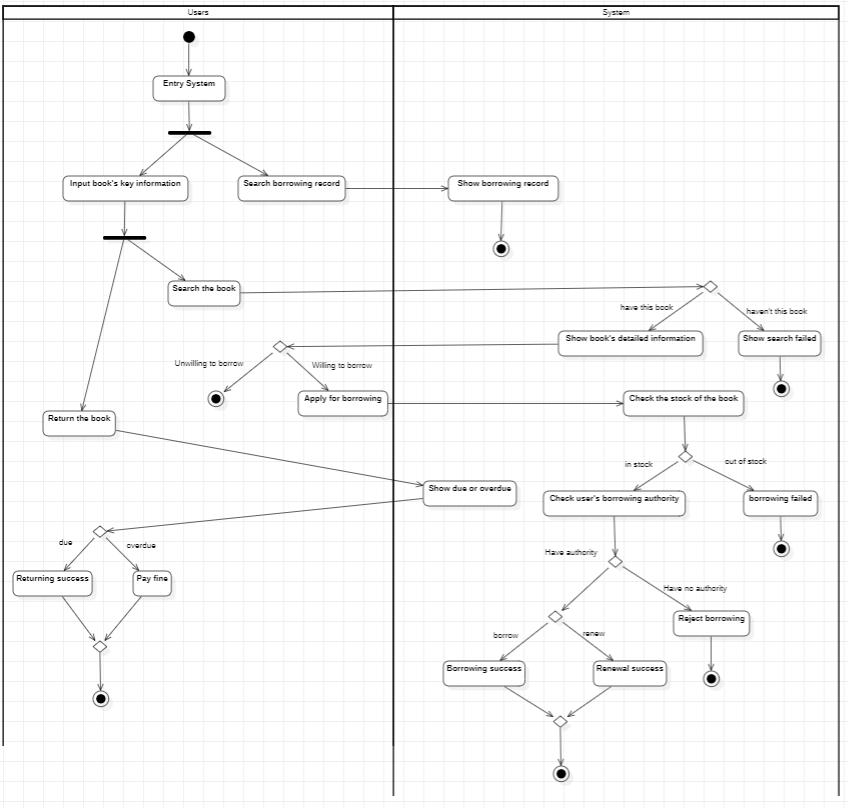 Users
System
Entry System
Input book's key information
Search borrowing record
Show borrowing record
Search the book
have this book
haven't this book
Show book's detailed information
Show search failed
Unwilling to borrow
Willing to borrow
Apply for borrowing
Check the stock of the book
Return the book
in stock
out of stock
Show due or overdue
Check user's borrowing authority
borrowing failed
due
overdue
Have authority
Returning success
Pay fine
Have no authority
Reject borrowing
borrow
renew
Borrowing success
Renewal success